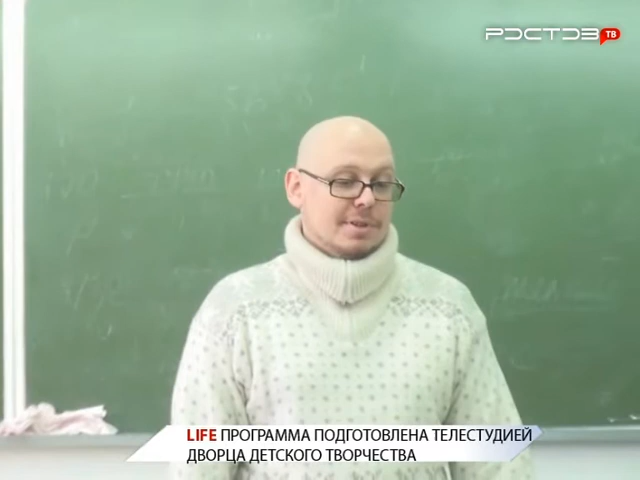 РОСТОВ ТВ
LIFE ПРОГРАММА ПОДГОТОВЛЕНА ТЕЛЕСТУДИЕЙ
ДВОРЦА ДЕТСКОГО ТВОРЧЕСТВА